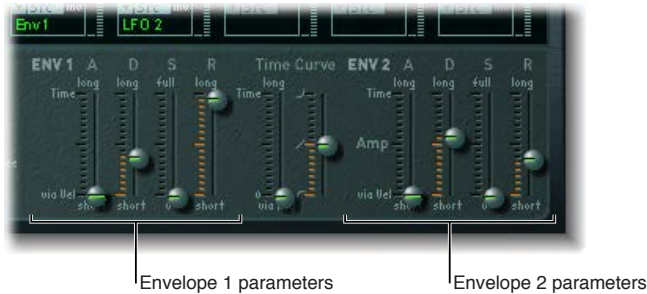 Env1
LFO 2
ENV 1 A D S R
Time Curve
ENV 2 A D S R
long long full long
long long full long
Time
Time
Time
Amp
via Vel
0
via Vel
short short 0 short
short short 0 short
Envelope 1 parameters
Envelope 2 parameters